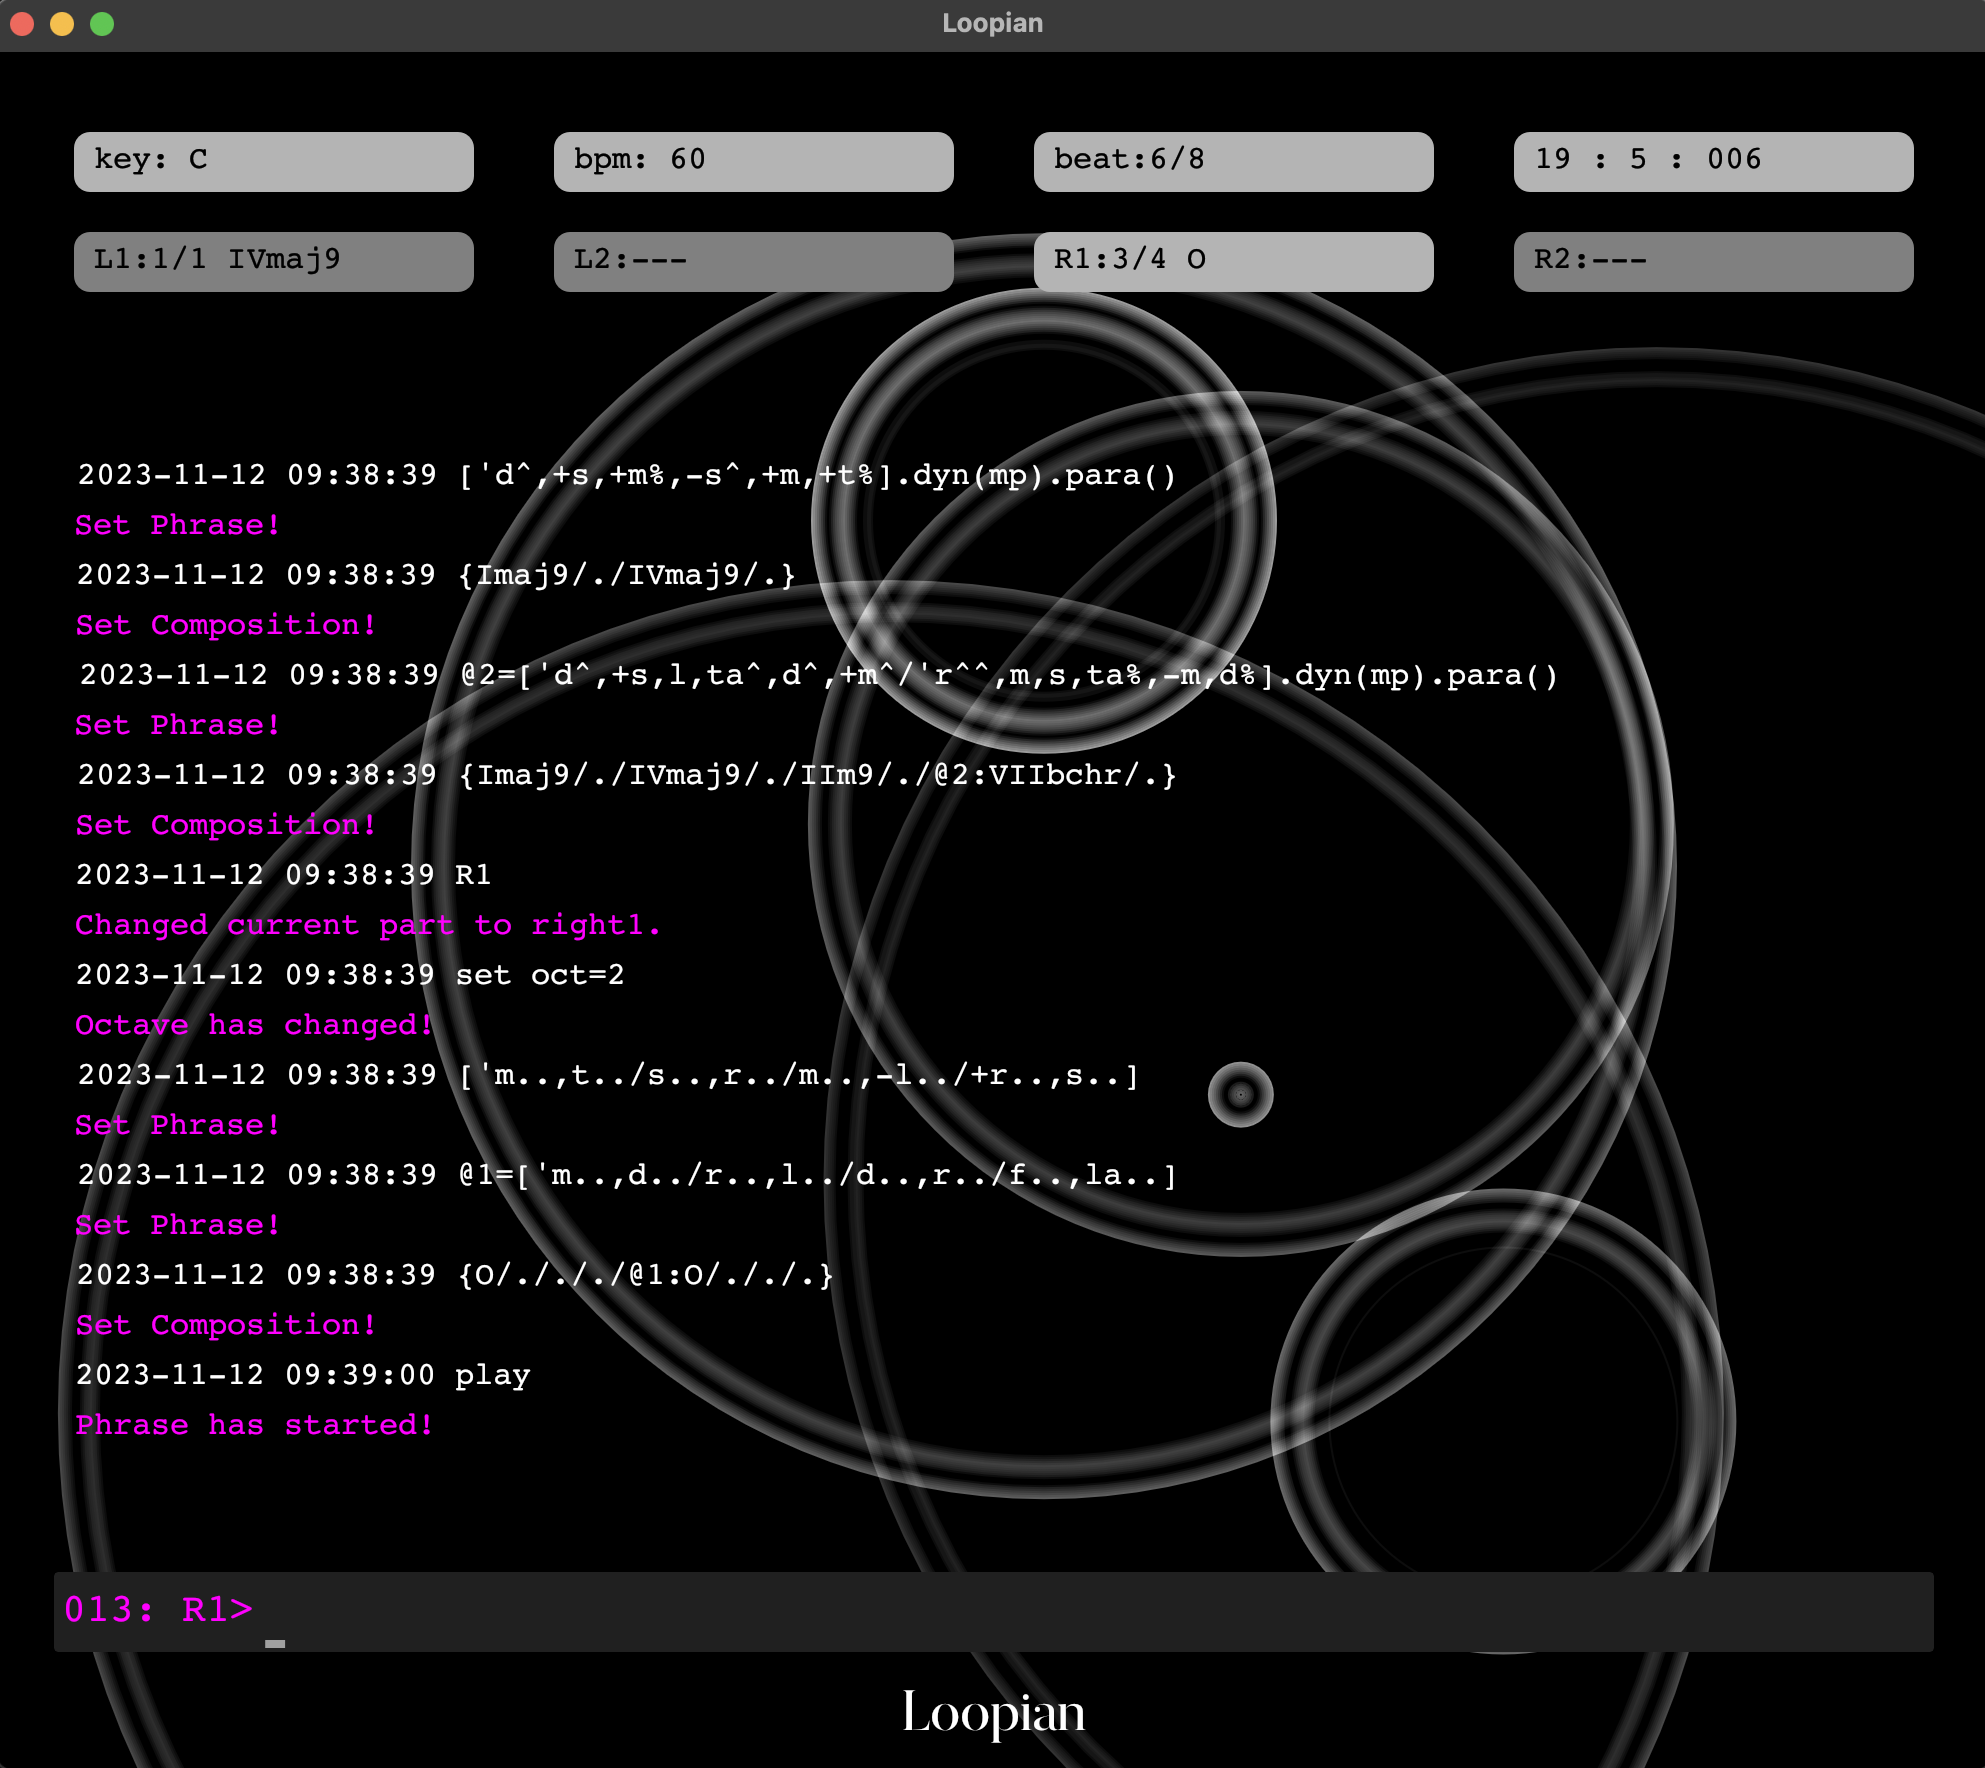 Loopian
key: C
bpm: 60
beat:6/8
19 : 5 : 006
L1:1/1 IVmaj9
L2:---
R1:3/4 O
R2:---
2023-11-12 09:38:39 ['d^,+s,+m%,-s^,+m,+t%].dyn(mp).para()
Set Phrase!
2023-11-12 09:38:39 {Imaj9/./IVmaj9/.}
Set Composition!
2023-11-12 09:38:39 @2=['d^,+s,l,ta^,d^,+m^/'r^^,m,s,ta%,-m,d%].dyn(mp).para()
Set Phrase!
2023-11-12 09:38:39 {Imaj9/./IVmaj9/./IIm9/./@2:VIIbchr/.}
Set Composition!
2023-11-12 09:38:39 R1
Changed current part to right1.
2023-11-12 09:38:39 set oct=2
Octave has changed!
2023-11-12 09:38:39 ['m..,t../s..,r../m..,-l../+r..,s..]
Set Phrase!
2023-11-12 09:38:39 @1=['m..,d../r..,l../d..,r../f..,la..]
Set Phrase!
2023-11-12 09:38:39 {O/./././@1:O/./././.}
Set Composition!
2023-11-12 09:39:00 play
Phrase has started!
013: R1>
Loopian